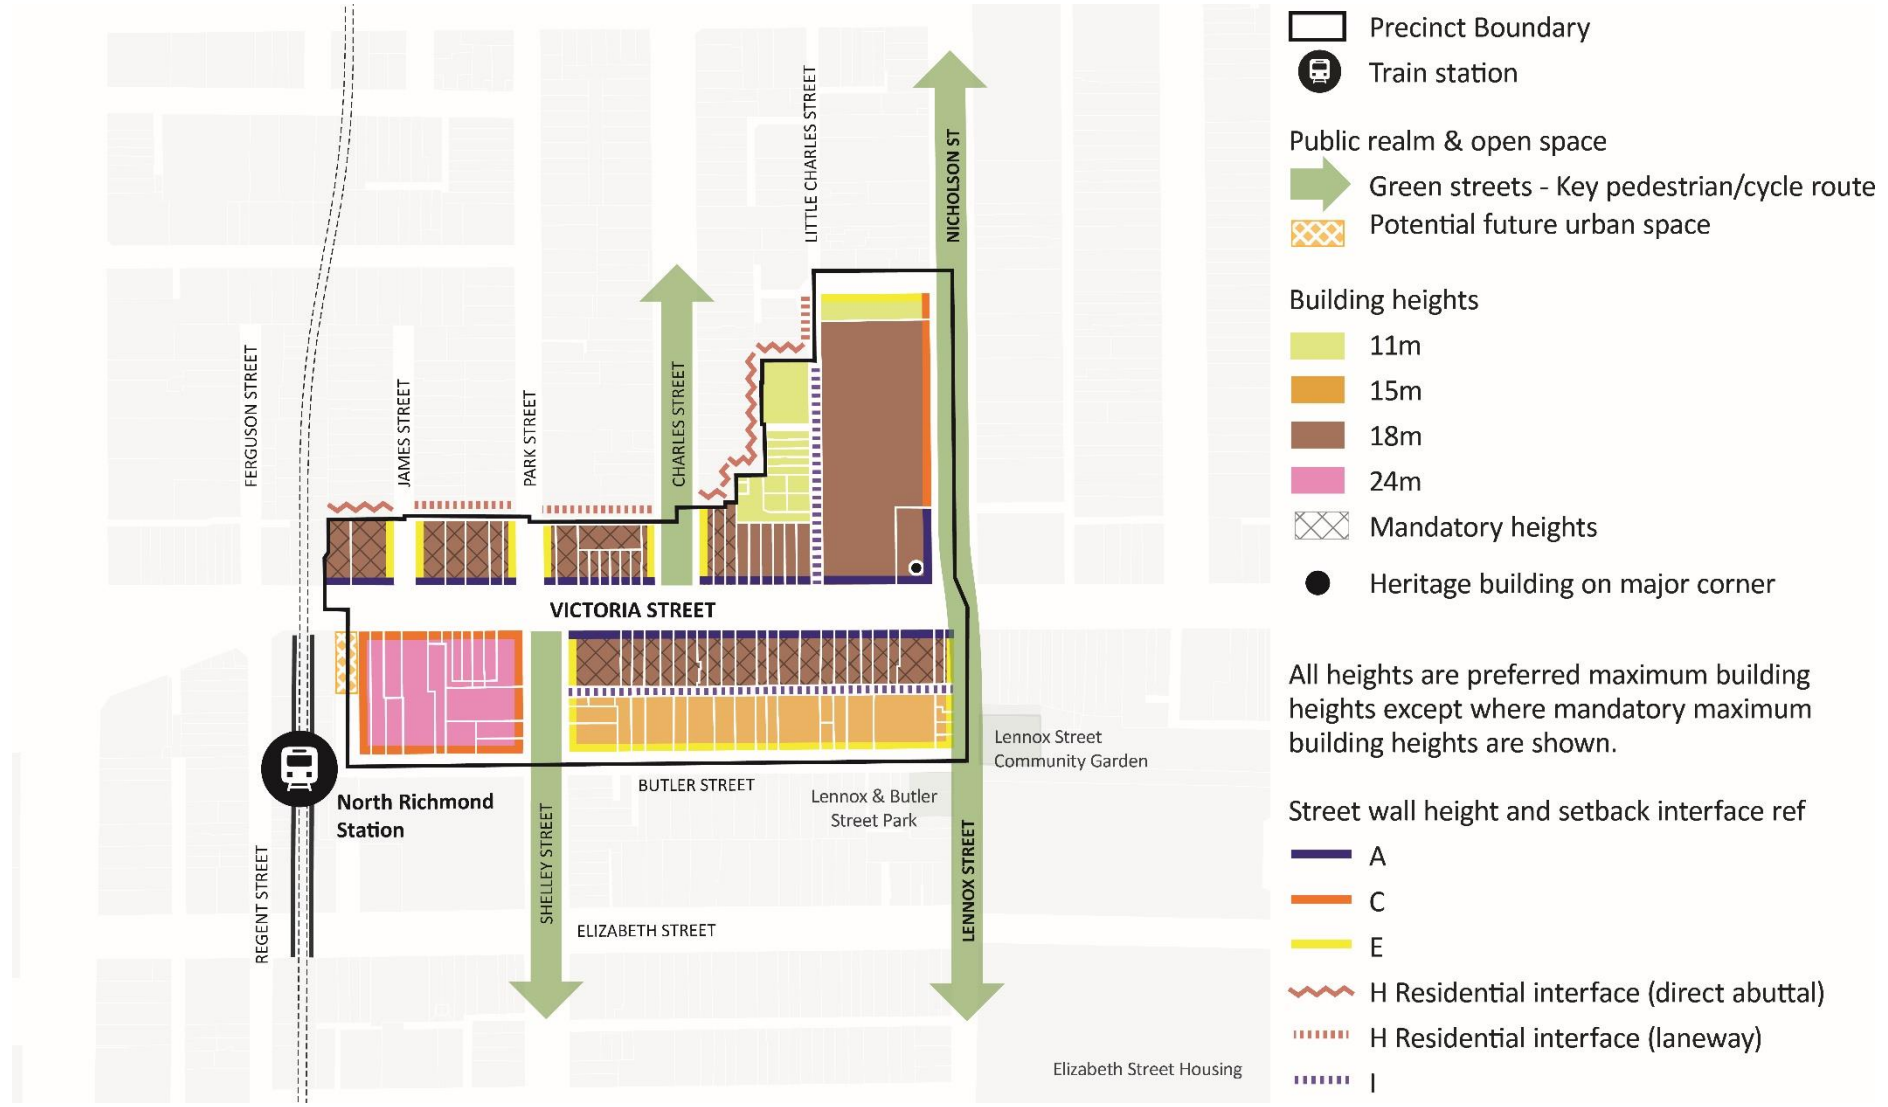 LITTLE CHARLES STREET
NICHOLSON ST
FERGUSON STREET
JAMES STREET
PARK STREET
CHARLES STREET
VICTORIA STREET
Lennox Street
Community Garden
BUTLER STREET
Lennox & Butler
Street Park
North Richmond
Station
REGENT STREET
SHELLEY STREET
LENNOX STREET
ELIZABETH STREET
Elizabeth Street Housing
Precinct Boundary
Train station
Public realm & open space
Green streets - Key pedestrian/cycle route
Potential future urban space
Building heights
11m
15m
18m
24m
Mandatory heights
Heritage building on major corner
All heights are preferred maximum building
heights except where mandatory maximum
building heights are shown.
Street wall height and setback interface ref
A
C
E
H Residential interface (direct abuttal)
H Residential interface (laneway)
I